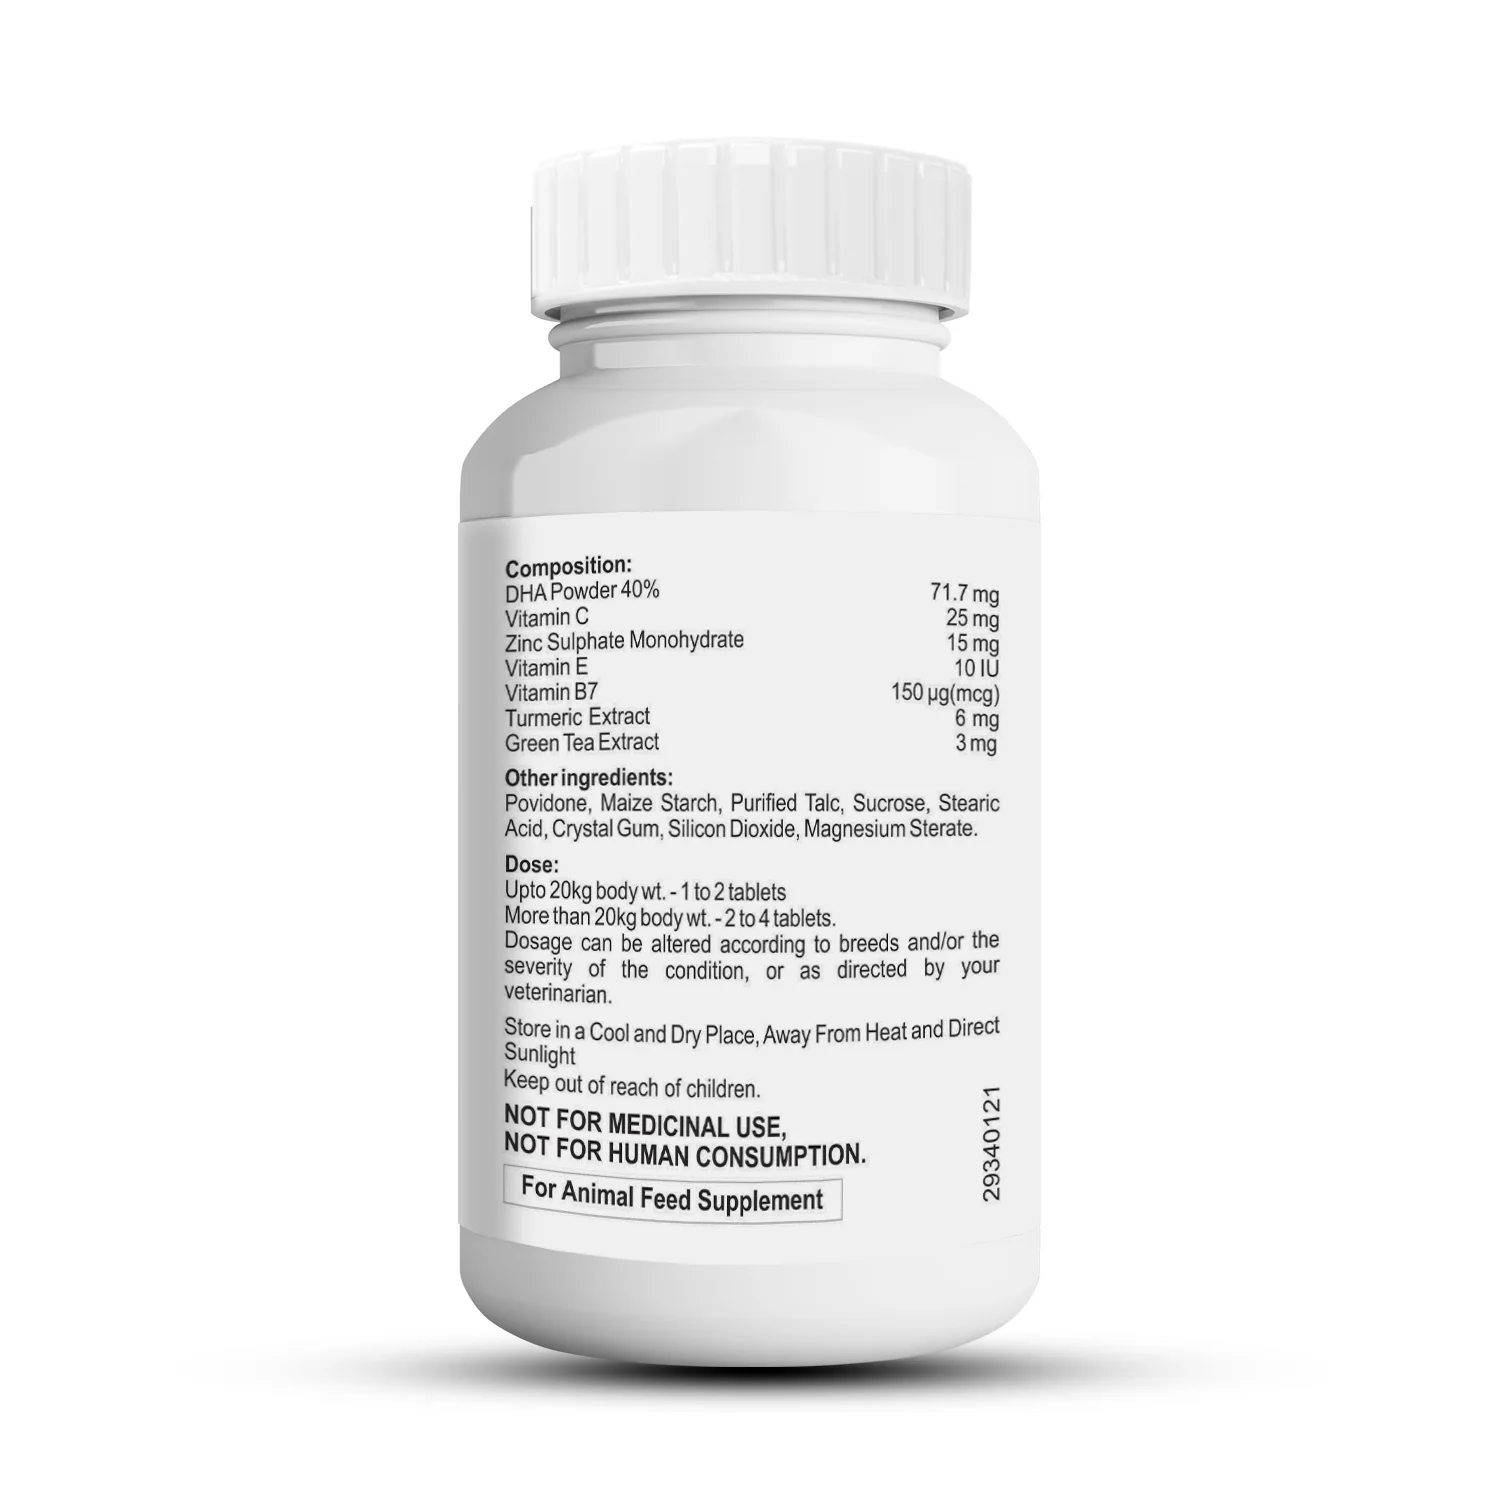 Composition:
DHA Powder 40% 71.7 mg
Vitamin C 25 mg
Zinc Sulphate Monohydrate 15 mg
Vitamin E 10 IU
Vitamin B7 150 µg(mcg)
Turmeric Extract 6 mg
Green Tea Extract 3 mg
Other ingredients:
Povidone, Maize Starch, Purified Talc, Sucrose, Stearic
Acid, Crystal Gum, Silicon Dioxide, Magnesium Sterate.
Dose:
Upto 20kg body wt. - 1 to 2 tablets
More than 20kg body wt. - 2 to 4 tablets.
Dosage can be altered according to breeds and/or the
severity of the condition, or as directed by your
veterinarian.
Store in a Cool and Dry Place, Away From Heat and Direct
Sunlight
Keep out of reach of children.
NOT FOR MEDICINAL USE,
NOT FOR HUMAN CONSUMPTION.
For Animal Feed Supplement
29340121